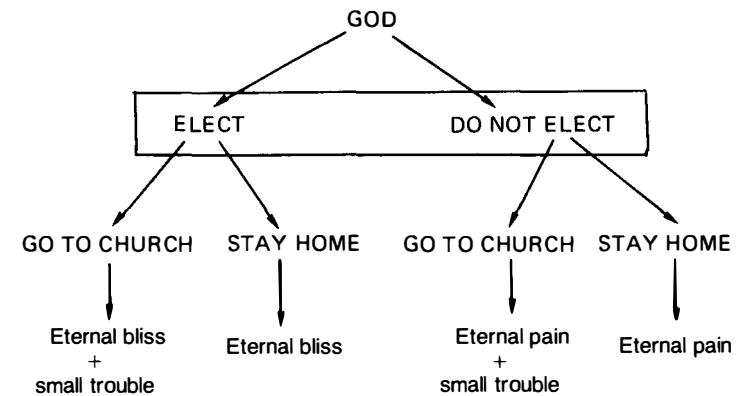 GOD
ELECT
DO NOT ELECT
GO TO CHURCH
STAY HOME
GO TO CHURCH
STAY HOME
Eternal bliss
+
small trouble
Eternal bliss
Eternal pain
+
small trouble
Eternal pain